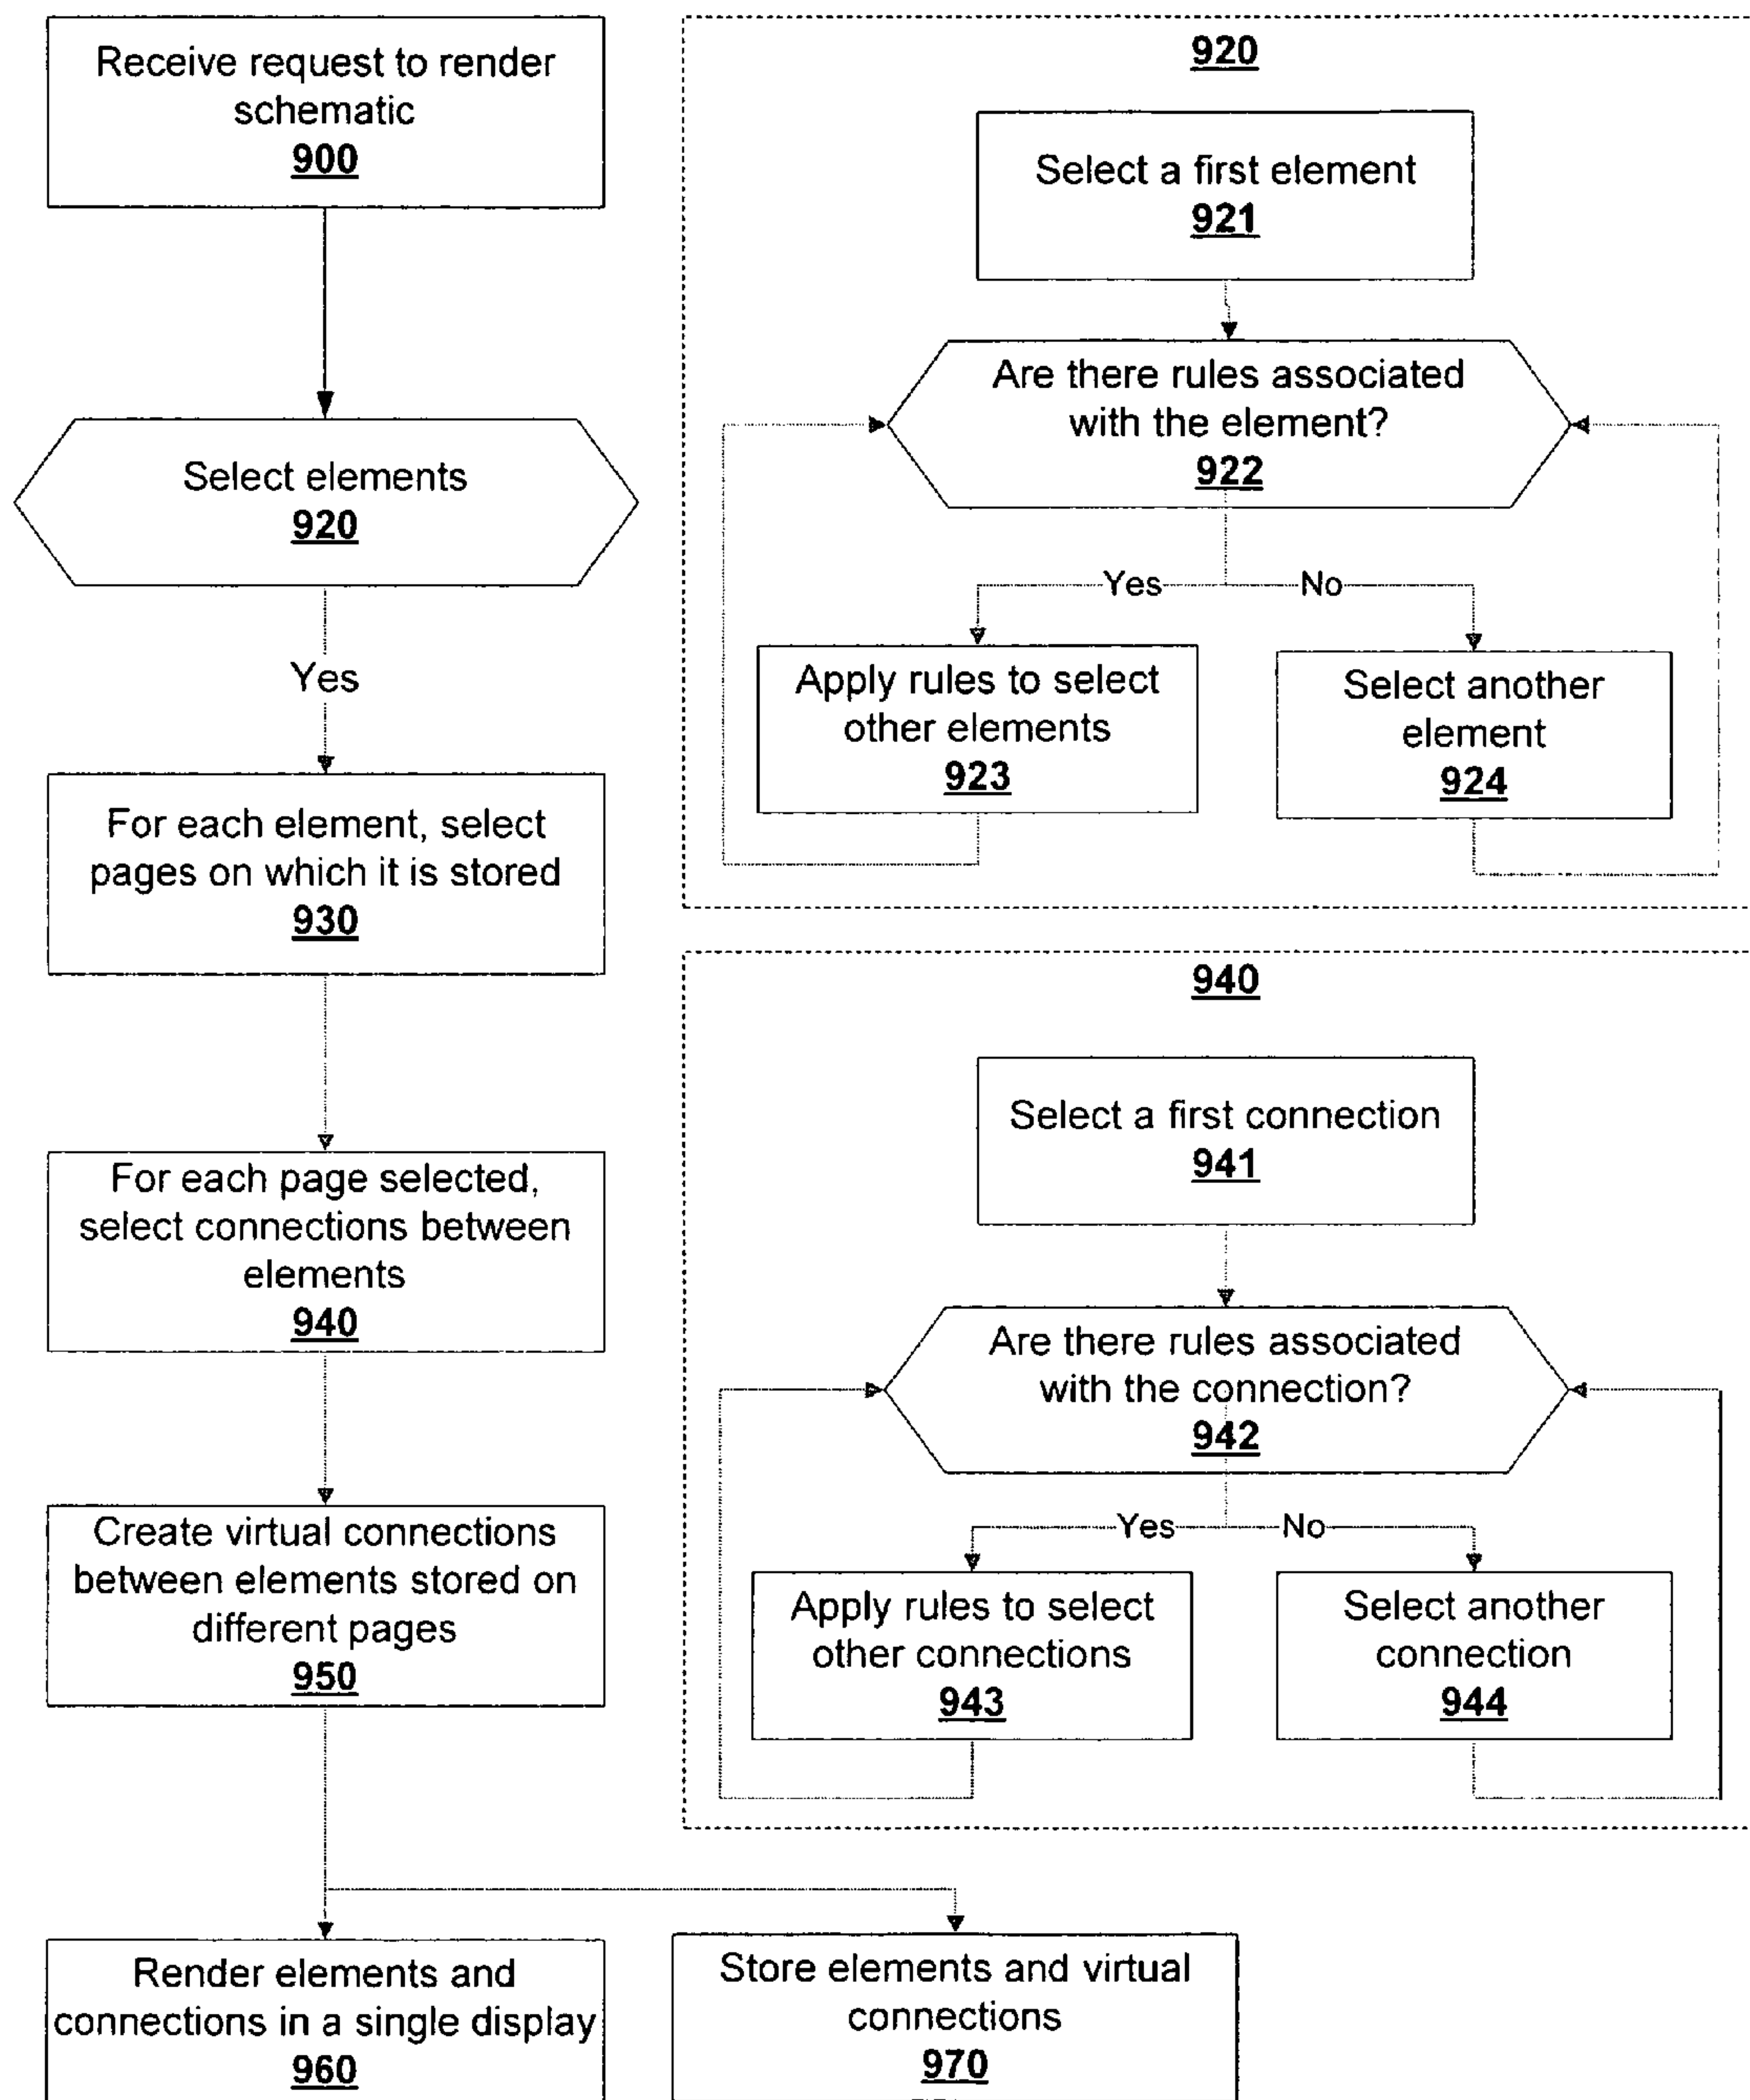 Receive request to render
schematic
900
Select elements
920
Yes
For each element, select
pages on which it is stored
930
For each page selected,
select connections between
elements
940
Create virtual connections
between elements stored on
different pages
950
Render elements and
connections in a single display
960
Store elements and virtual
connections
970
920
Select a first element
921
Are there rules associated
with the element?
922
Yes
No
Apply rules to select
other elements
923
Select another
element
924
940
Select a first connection
941
Are there rules associated
with the connection?
942
Yes
No
Apply rules to select
other connections
943
Select another
connection
944